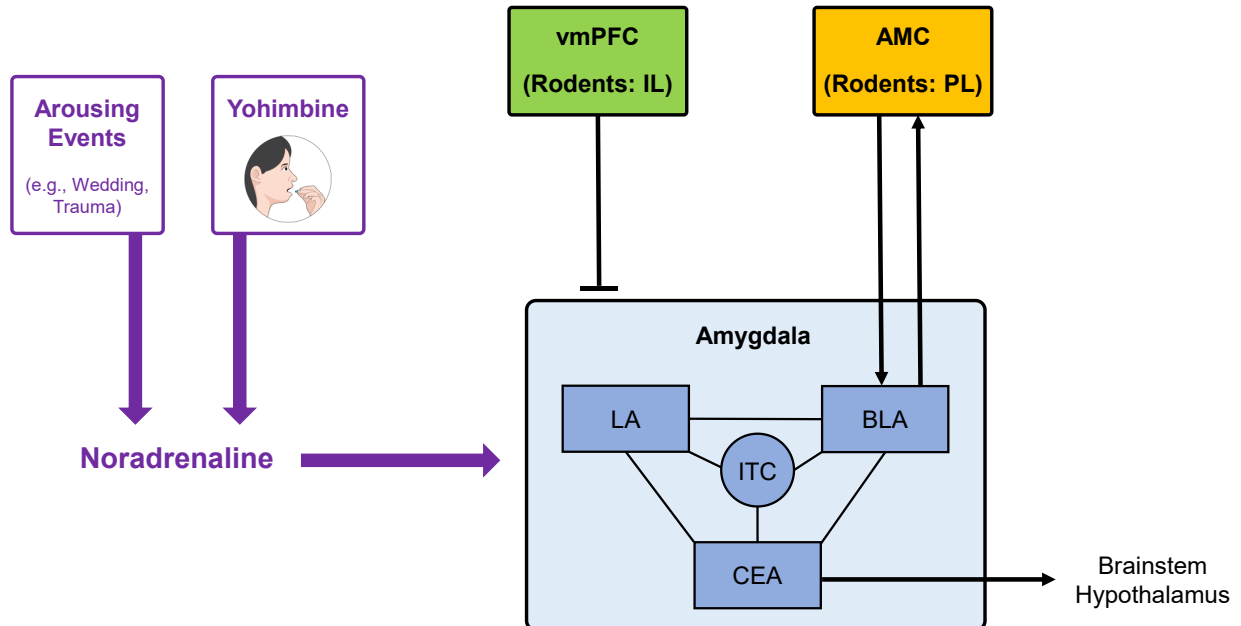 Arousing
Events
(e.g., Wedding,
Trauma)
Yohimbine
vmPFC
(Rodents: IL)
AMC
(Rodents: PL)
Noradrenaline
Amygdala
LA
BLA
ITC
CEA
Brainstem
Hypothalamus